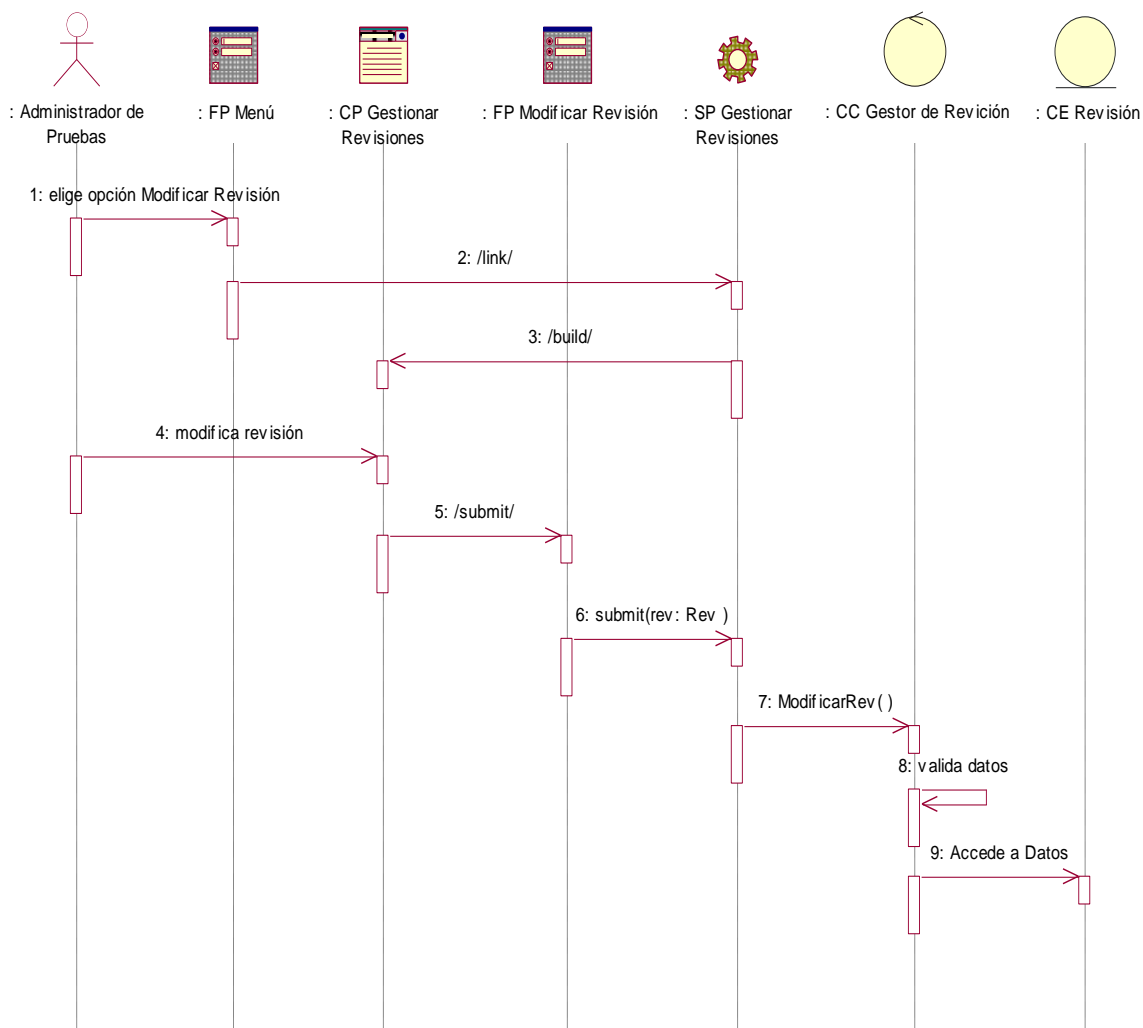 : Administrador de
Pruebas
: FP Menú
: CP Gestionar
Revisiones
: FP Modificar Revisión
: SP Gestionar
Revisiones
: CC Gestor de Revición
: CE Revisión
1: elige opción Modificar Revisión
2: /link/
3: /build/
4: modifica revisión
5: /submit/
6: submit(rev: Rev )
7: ModificarRev( )
8: valida datos
9: Accede a Datos